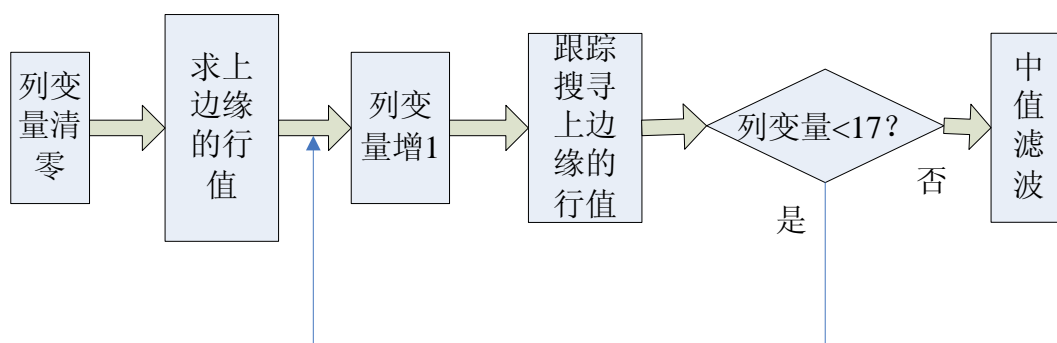 列变
量清
零
求上
边缘
的行
值
列变
量增1
跟踪
搜寻
上边
缘的
行值
列变量<17？
是
否
中
值
滤
波